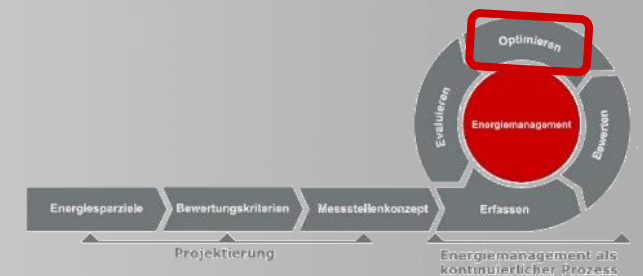 Optimieren
Evaluieren
Energiemanagement
Bewerten
Energiesparziele
Bewertungskriterien
Messstellenkonzept
Erfassen
Projektierung
Energiemanagement als
kontinuierlicher Prozess